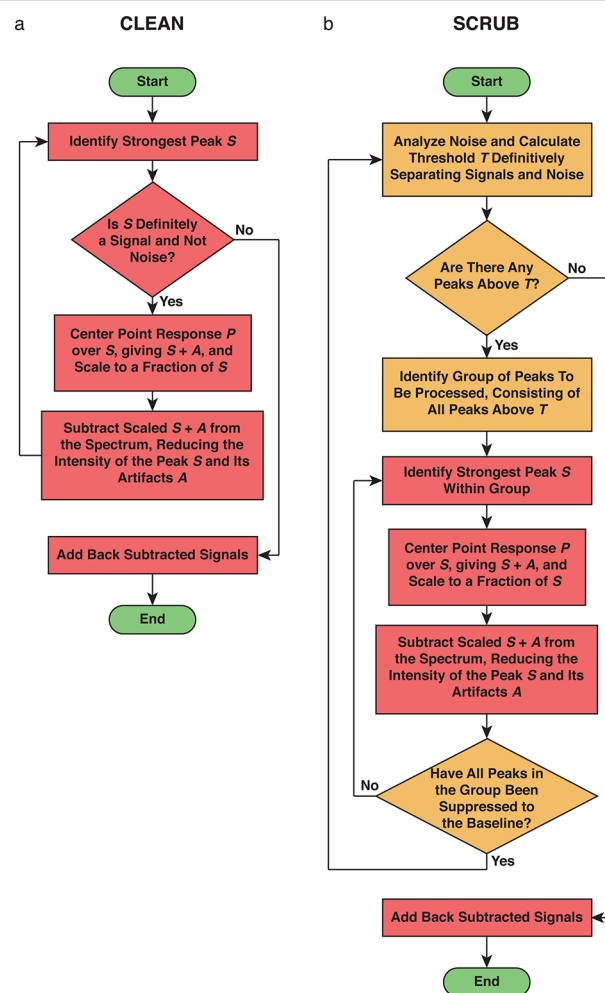 a
CLEAN
Start
Identify Strongest Peak S
Is S Definitely
a Signal and Not
Noise?
No
Yes
Center Point Response P
over S, giving S + A, and
Scale to a Fraction of S
Subtract Scaled S + A from
the Spectrum, Reducing the
Intensity of the Peak S and Its
Artifacts A
Add Back Subtracted Signals
End
b
SCRUB
Start
Analyze Noise and Calculate
Threshold T Definitively
Separating Signals and Noise
Are There Any
Peaks Above T?
No
Yes
Identify Group of Peaks To
Be Processed, Consisting of
All Peaks Above T
Identify Strongest Peak S
Within Group
Center Point Response P
over S, giving S + A, and
Scale to a Fraction of S
Subtract Scaled S + A from
the Spectrum, Reducing the
Intensity of the Peak S and Its
Artifacts A
Have All Peaks in
the Group Been
Suppressed to
the Baseline?
No
Yes
Add Back Subtracted Signals
End